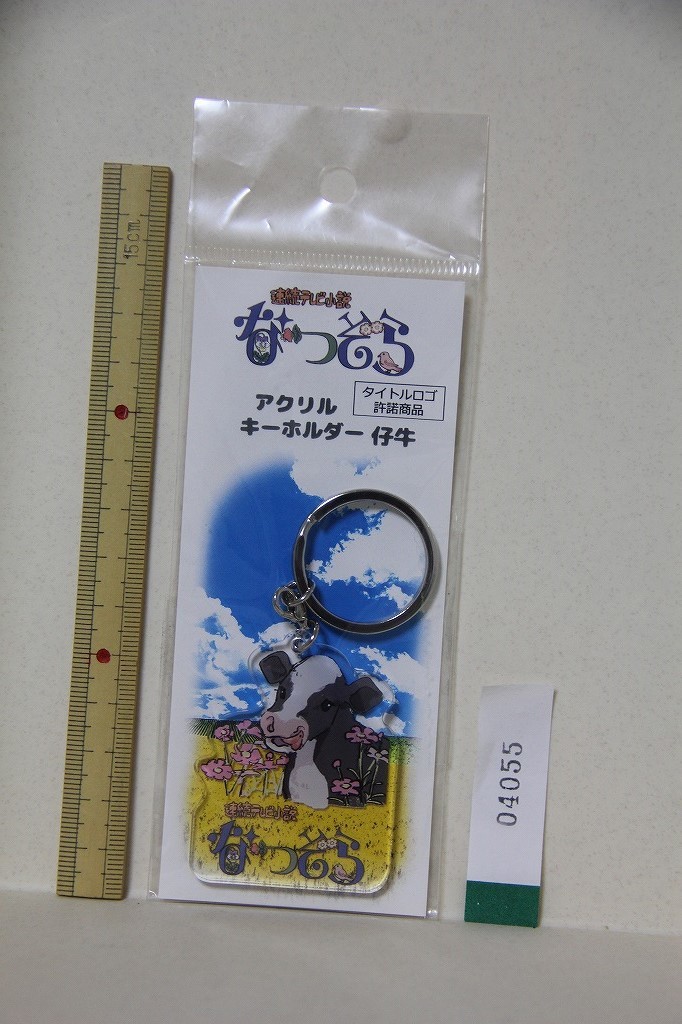 15cm
連続テレビ小説
なつぞら
タイトルロゴ
許諾商品
アクリル
キーホルダー 仔牛
連続テレビ小説
なつぞら
04055